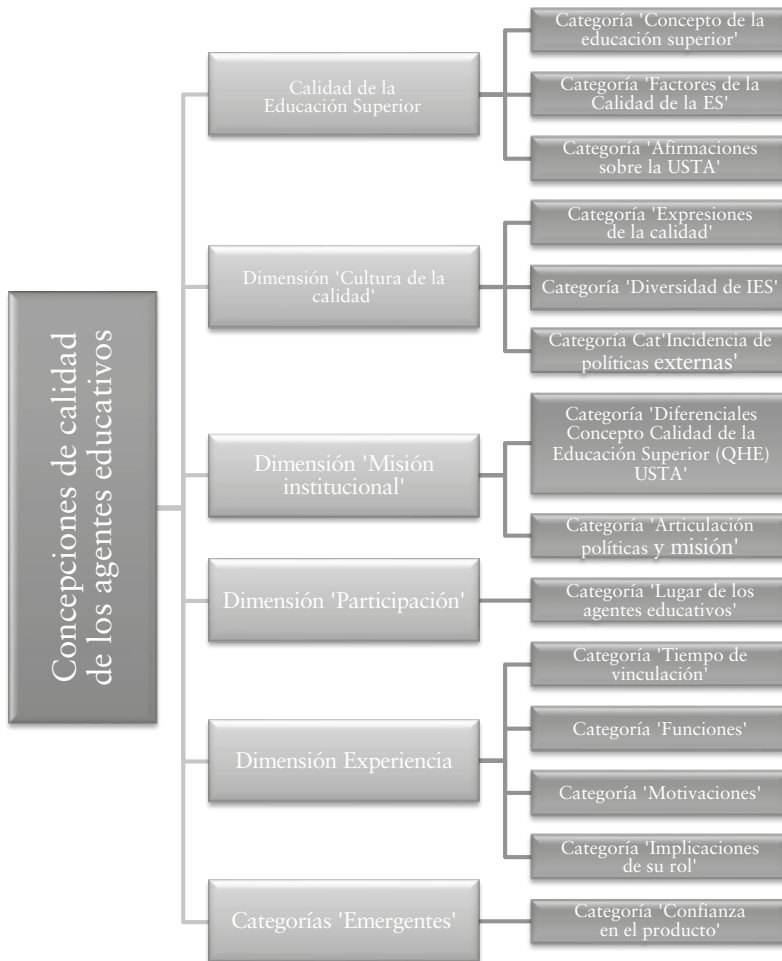 Concepciones de calidad
de los agentes educativos
Calidad de la
Educación Superior
Categoría 'Concepto de la
educación superior'
Categoría 'Factores de la
Calidad de la ES'
Categoría 'Afirmaciones
sobre la USTA'
Dimensión 'Cultura de la
calidad'
Categoría 'Expresiones
de la calidad'
Categoría 'Diversidad de IES'
Categoría Cat'Incidencia de
políticas externas'
Dimensión 'Misión
institucional'
Categoría 'Diferenciales
Concepto Calidad de la
Educación Superior (QHE)
USTA'
Categoría 'Articulación
políticas y misión'
Dimensión 'Participación'
Categoría 'Lugar de los
agentes educativos'
Dimensión Experiencia
Categoría 'Tiempo de
vinculación'
Categoría 'Funciones'
Categoría 'Motivaciones'
Categoría 'Implicaciones
de su rol'
Categorías 'Emergentes'
Categoría 'Confianza
en el producto'